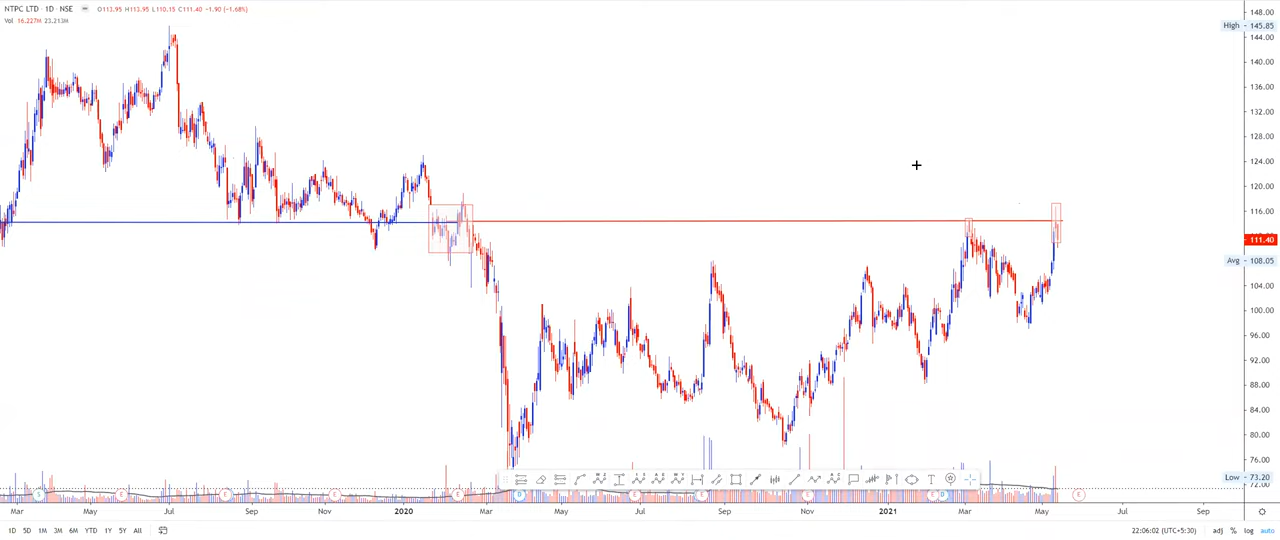 NTPC LTD · 1D · NSE O113.95 H113.95 L110.15 C111.40 -1.90 (-1.68%)
Vol 16.227M 23.213M
148.00
High 145.85
144.00
140.00
136.00
132.00
128.00
124.00
120.00
116.00
111.40
Avg 108.05
104.00
100.00
96.00
92.00
88.00
84.00
80.00
76.00
Low 73.20
72.00
S E D E E E D E E E E D E
Mar May Jul Sep Nov 2020 Mar May Jul Sep Nov 2021 Mar May Jul Sep
1D 5D 1M 3M 6M YTD 1Y 5Y All 22:06:02 (UTC+5:30) adj % log auto